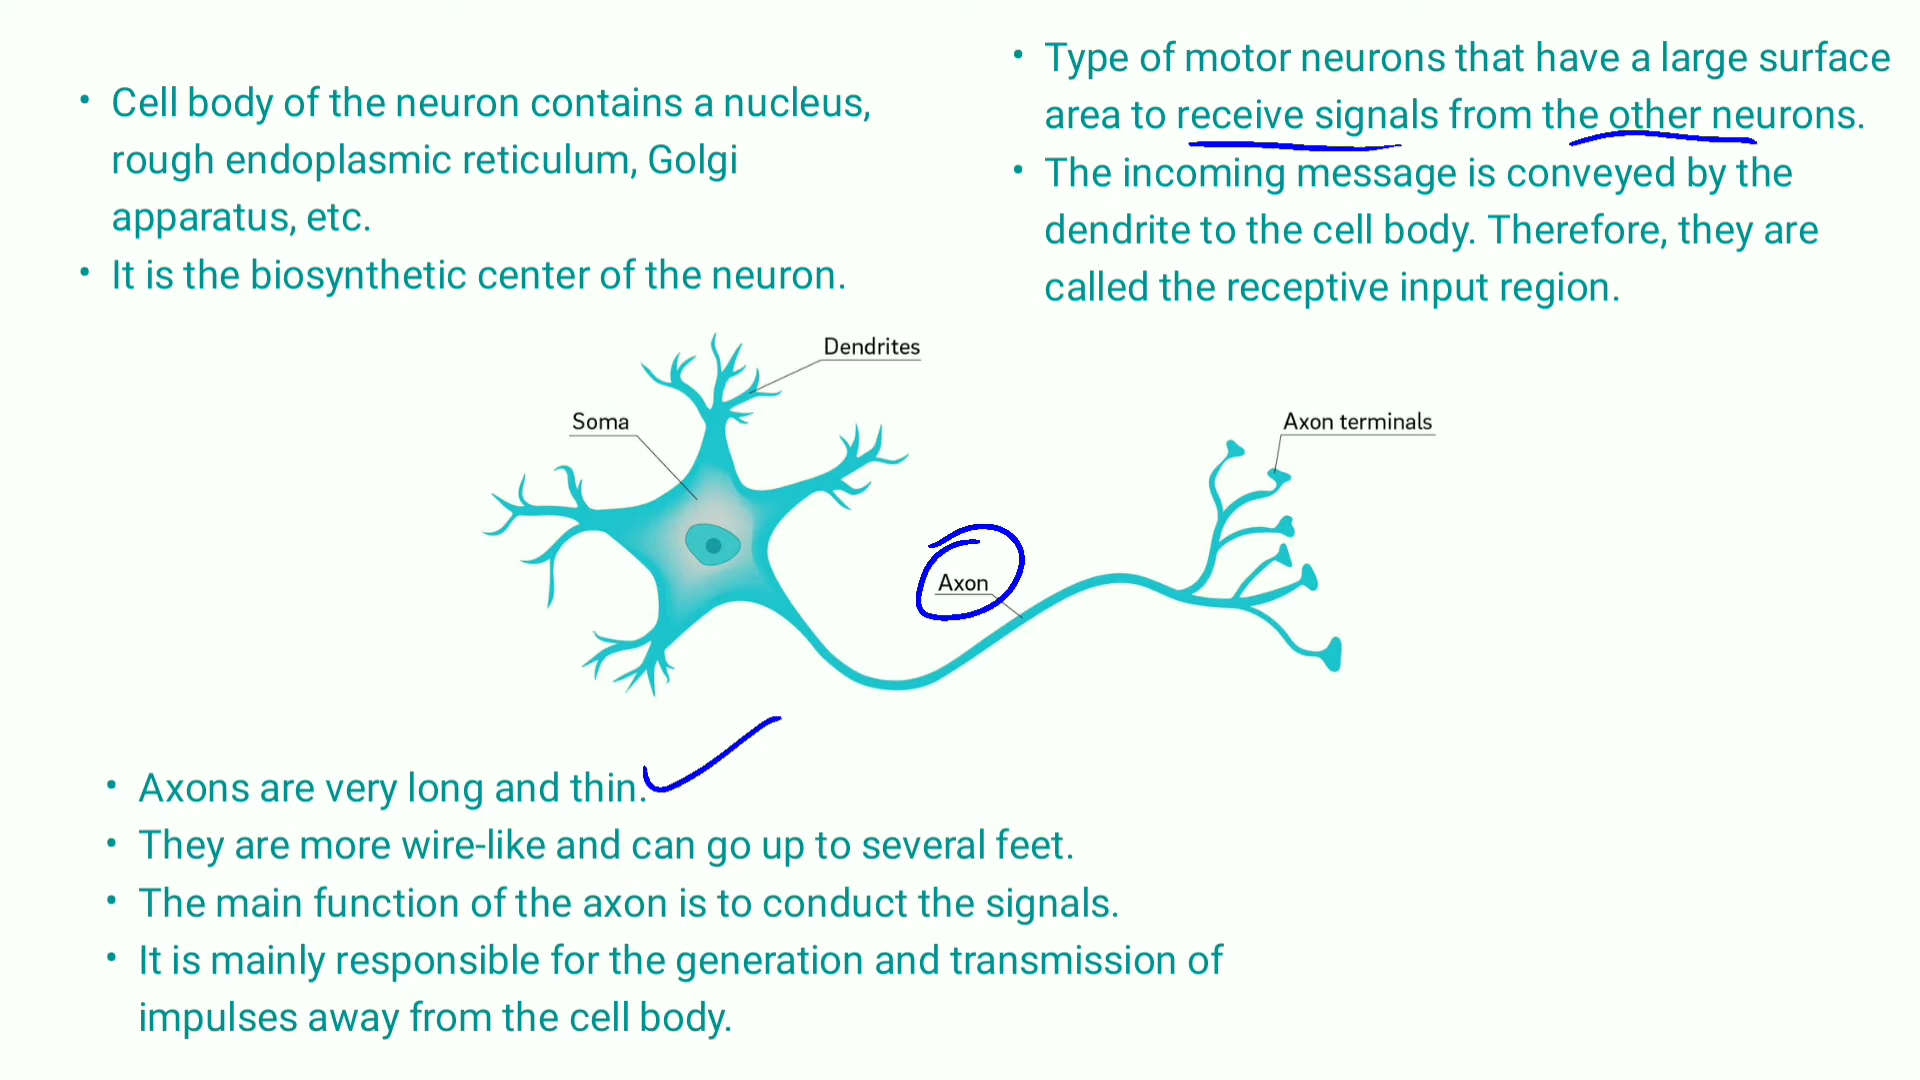 • Cell body of the neuron contains a nucleus,
rough endoplasmic reticulum, Golgi
apparatus, etc.
• It is the biosynthetic center of the neuron.
• Type of motor neurons that have a large surface
area to receive signals from the other neurons.
• The incoming message is conveyed by the
dendrite to the cell body. Therefore, they are
called the receptive input region.
Dendrites
Soma
Axon terminals
Axon
• Axons are very long and thin.
• They are more wire-like and can go up to several feet.
• The main function of the axon is to conduct the signals.
• It is mainly responsible for the generation and transmission of
impulses away from the cell body.